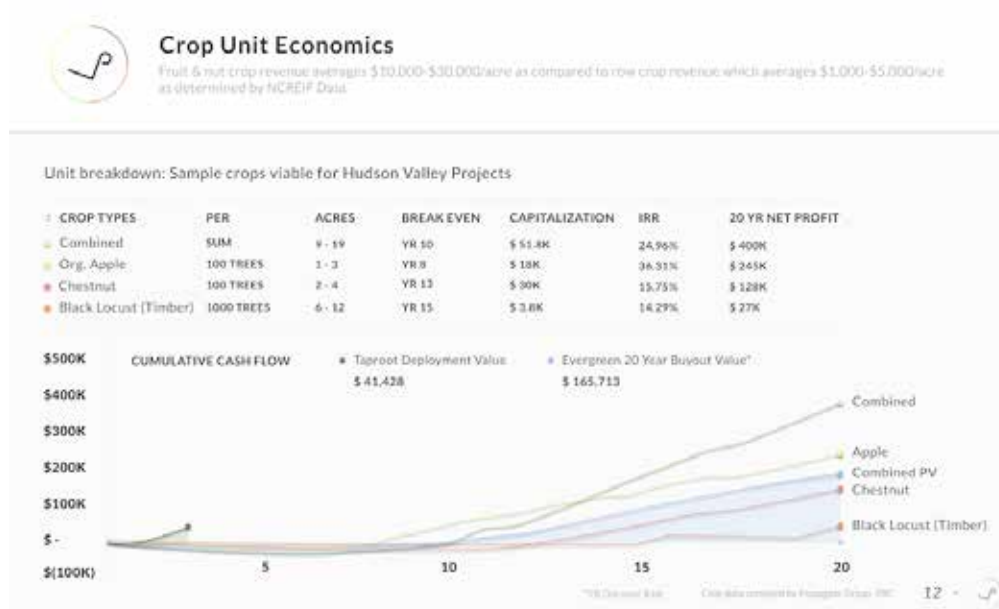 Crop Unit Economics
Fruit & nut crop revenue averages $10,000-$30,000/acre as compared to row crop revenue which averages $1,000-$5,000/acre
as determined by NCREIF Data
Unit breakdown: Sample crops viable for Hudson Valley Projects
CROP TYPES PER ACRES BREAK EVEN CAPITALIZATION IRR 20 YR NET PROFIT
Combined SUM 9 - 19 YR 10 $ 51.8K 24.96% $ 400K
Org. Apple 100 TREES 1 - 3 YR 8 $ 18K 36.31% $ 245K
Chestnut 100 TREES 2 - 4 YR 13 $ 30K 15.75% $ 128K
Black Locust (Timber) 1000 TREES 6 - 12 YR 15 $ 3.8K 14.29% $ 27K
CUMULATIVE CASH FLOW
Taproot Deployment Value
$ 41,428
Evergreen 20 Year Buyout Value*
$ 165,713
$500K
$400K
$300K
$200K
$100K
$ -
$(100K)
Combined
Apple
Combined PV
Chestnut
Black Locust (Timber)
5 10 15 20
12